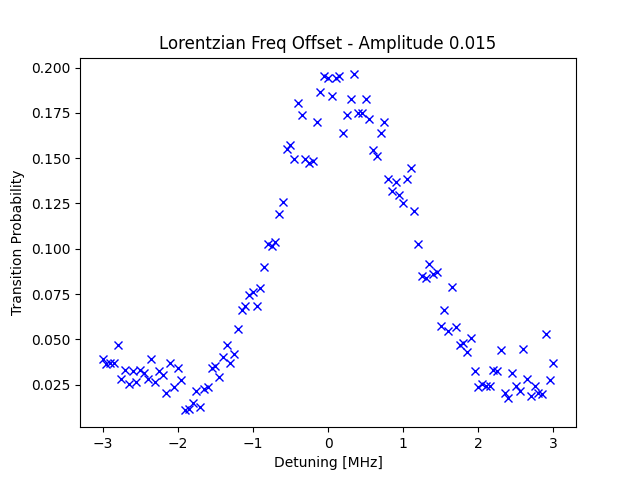 Lorentzian Freq Offset - Amplitude 0.015
Transition Probability
0.200
0.175
0.150
0.125
0.100
0.075
0.050
0.025
−3 −2 −1 0 1 2 3
Detuning [MHz]